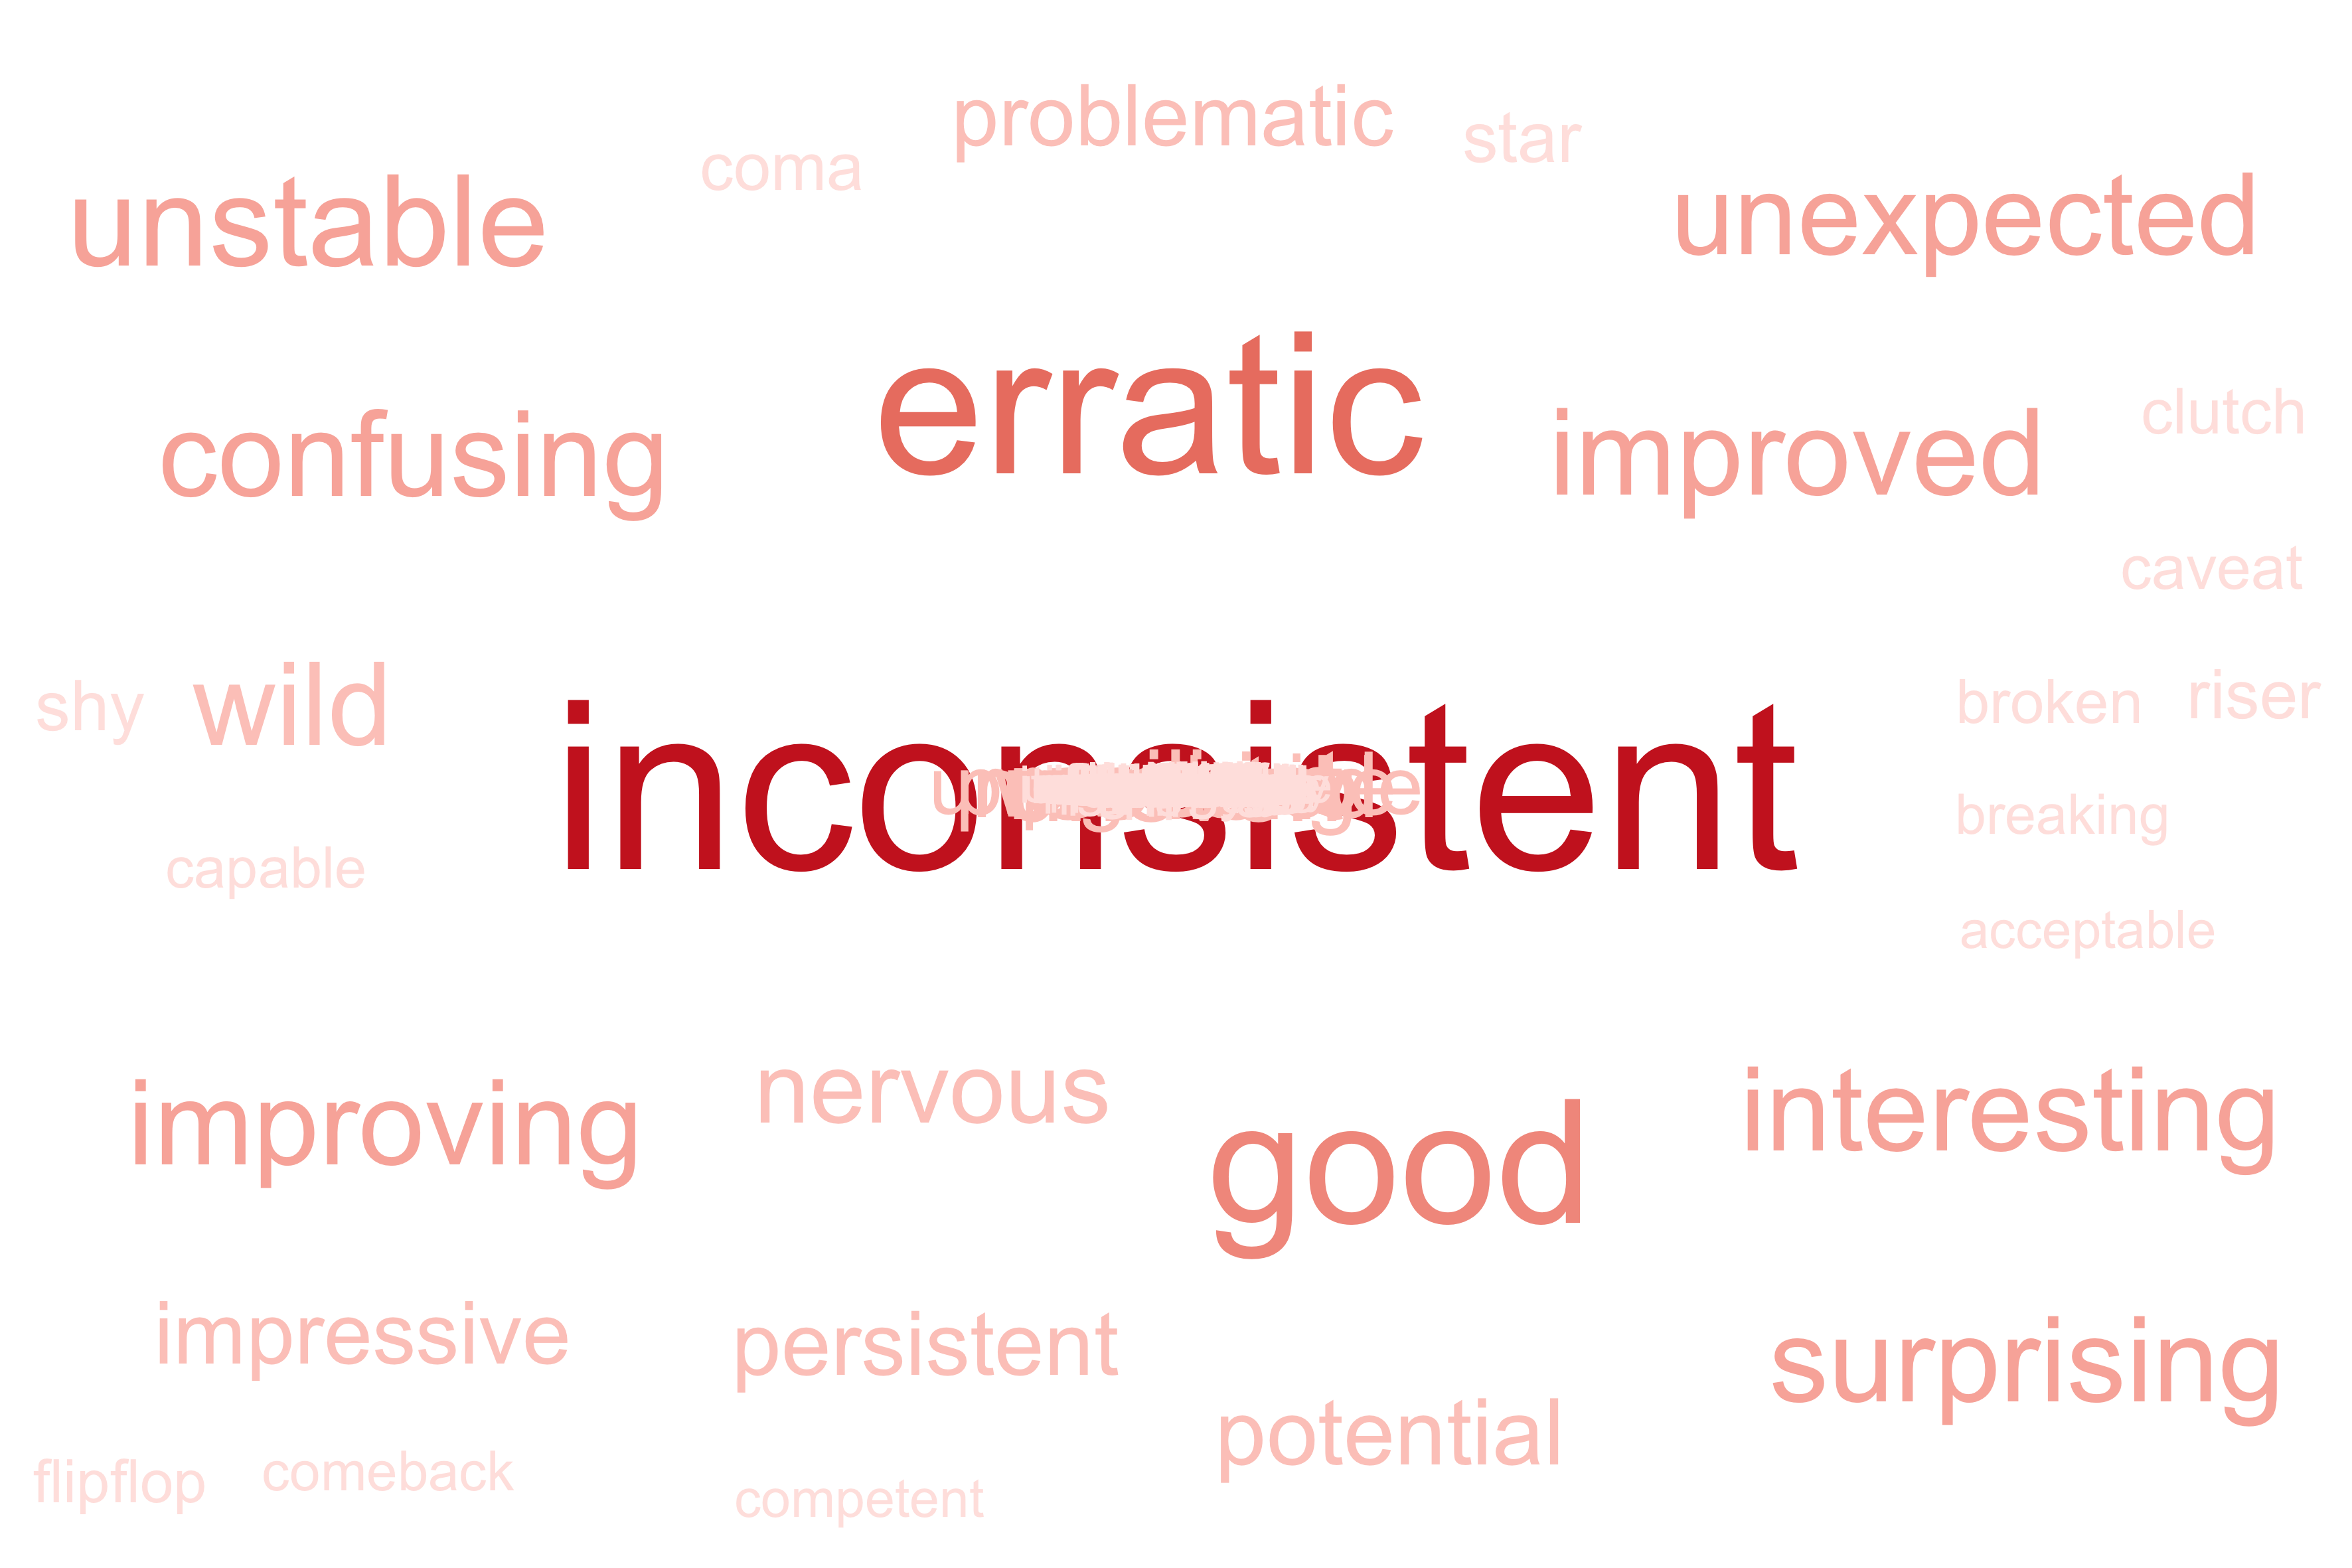 problematic
star
coma
unstable
unexpected
erratic
clutch
confusing
improved
caveat
shy
wild
broken
riser
inconsistent
breaking
capable
acceptable
nervous
improving
good
interesting
impressive
persistent
surprising
potential
flipflop
comeback
competent